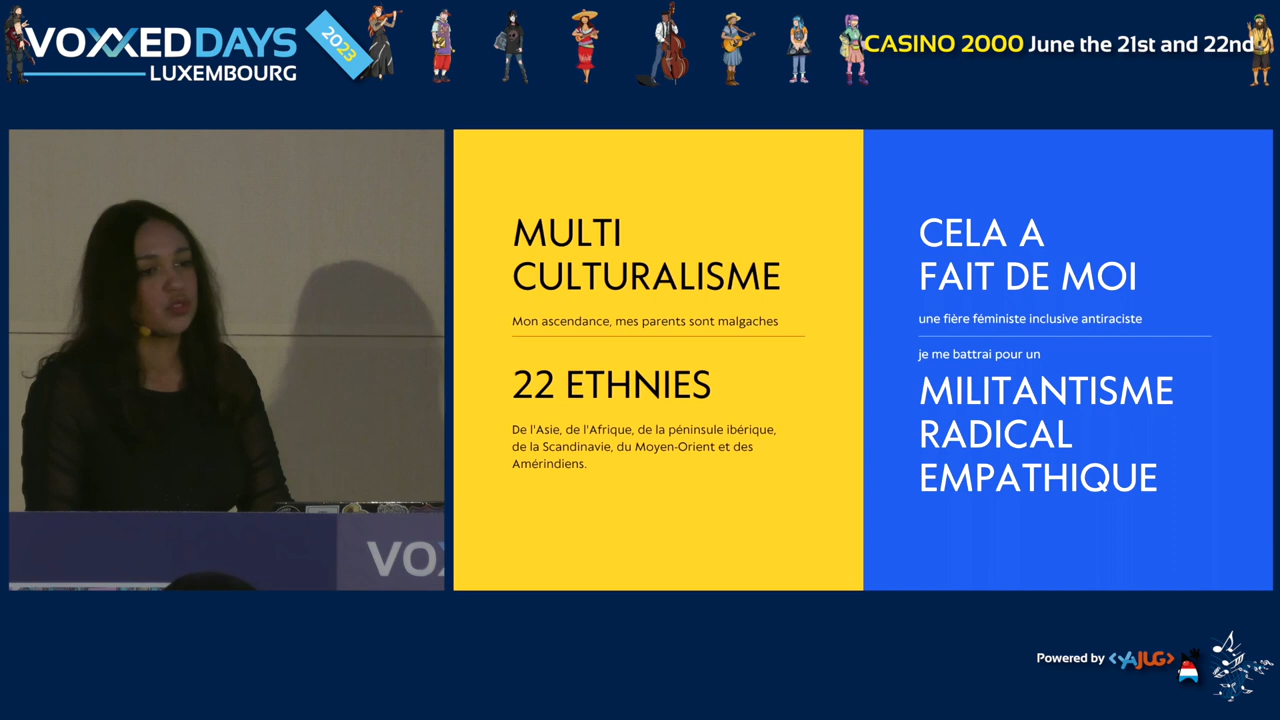 VOXXED DAYS
LUXEMBOURG
2023
CASINO 2000 June the 21st and 22nd
MULTI
CULTURALISME
Mon ascendance, mes parents sont malgaches
22 ETHNIES
De l'Asie, de l'Afrique, de la péninsule ibérique,
de la Scandinavie, du Moyen-Orient et des
Amérindiens.
CELA A
FAIT DE MOI
une fière féministe inclusive antiraciste
je me battrai pour un
MILITANTISME
RADICAL
EMPATHIQUE
VOX
Powered by <YAJUG>